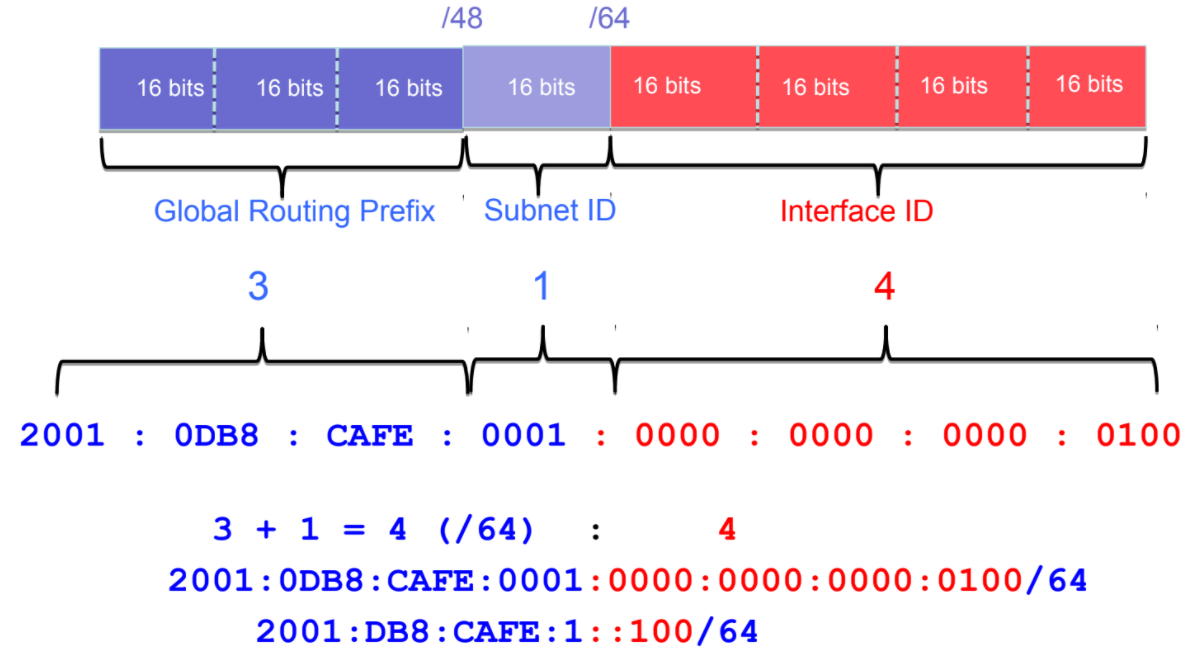 /48 /64
16 bits 16 bits 16 bits 16 bits 16 bits 16 bits 16 bits 16 bits
Global Routing Prefix Subnet ID Interface ID
3 1 4
2001 : 0DB8 : CAFE : 0001 : 0000 : 0000 : 0000 : 0100
3 + 1 = 4 (/64) : 4
2001:0DB8:CAFE:0001:0000:0000:0000:0100/64
2001:DB8:CAFE:1::100/64